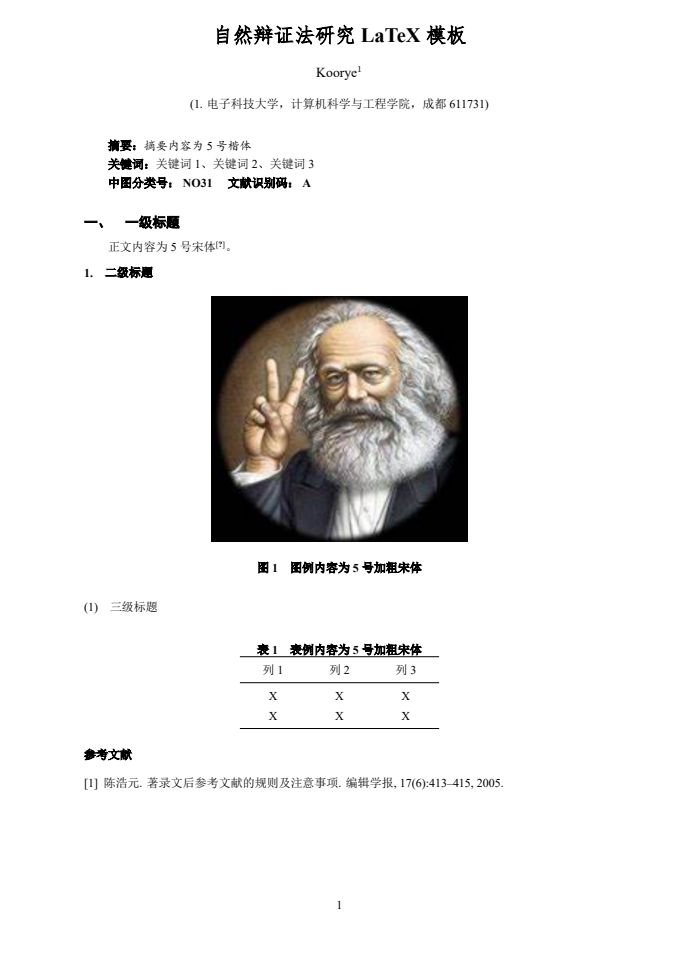 自然辩证法研究 LaTeX 模板
Koorye1
(1. 电子科技大学，计算机科学与工程学院，成都 611731)
摘要：摘要内容为 5 号楷体
关键词：关键词 1、关键词 2、关键词 3
中图分类号： NO31 文献识别码： A
一、 一级标题
正文内容为 5 号宋体[?]。
1. 二级标题
图 1 图例内容为 5 号加粗宋体
(1) 三级标题
表 1 表例内容为 5 号加粗宋体
列 1 列 2 列 3
X X X
X X X
参考文献
[1] 陈浩元. 著录文后参考文献的规则及注意事项. 编辑学报, 17(6):413–415, 2005.
1